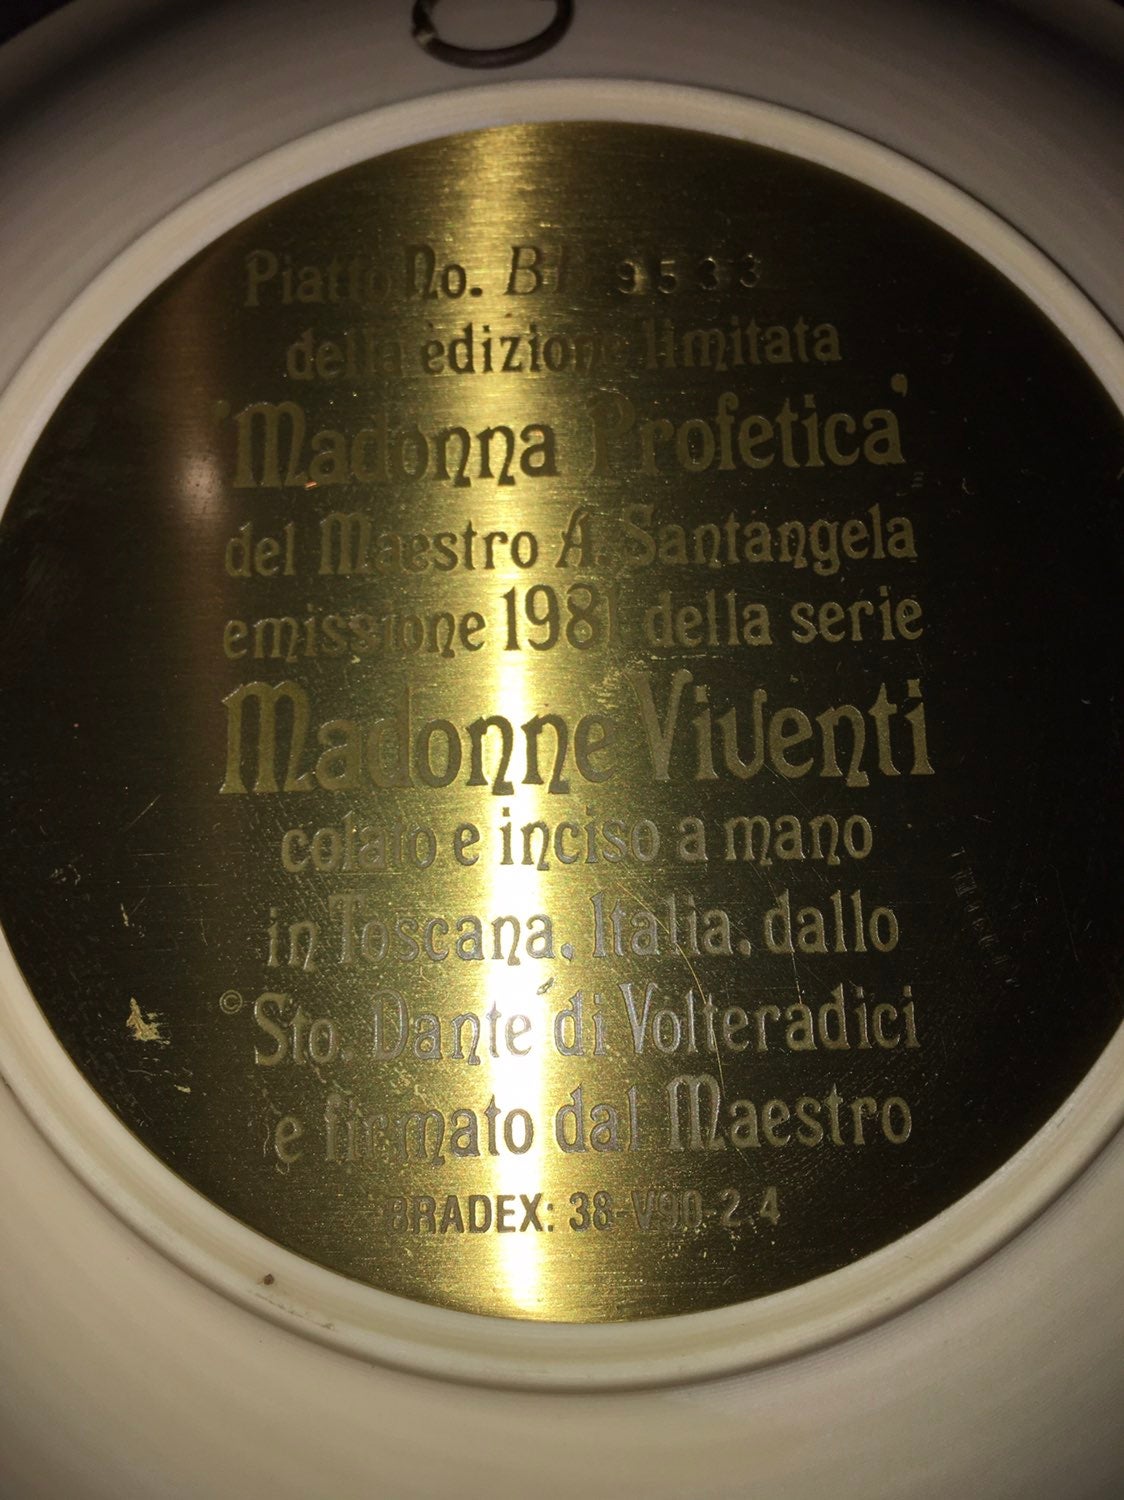 Piatto No. 9533
della edizione limitata
'Madonna Profetica'
del Maestro A. Santangela
emissione 1981 della serie
Madonne Viventi
colato e inciso a mano
in Toscana, Italia, dallo
© Sto. Dante di Volteradici
e firmato dal Maestro
BRADEX: 38-V90-2.4